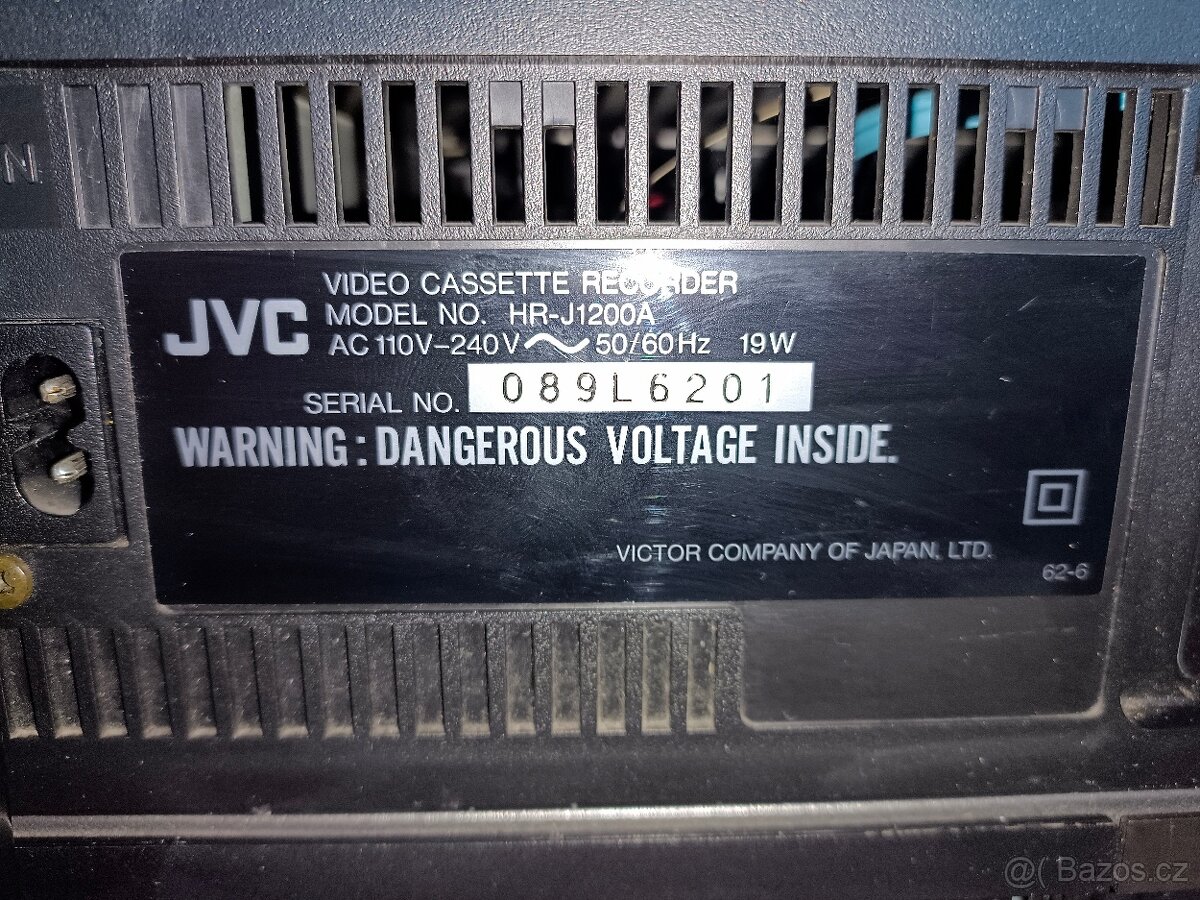 N
VIDEO CASSETTE RECORDER
JVC
MODEL NO. HR-J1200A
AC 110V-240V ~ 50/60Hz 19W
SERIAL NO. 089L6201
WARNING : DANGEROUS VOLTAGE INSIDE.
VICTOR COMPANY OF JAPAN, LTD.
62-6
@( Bazos.cz